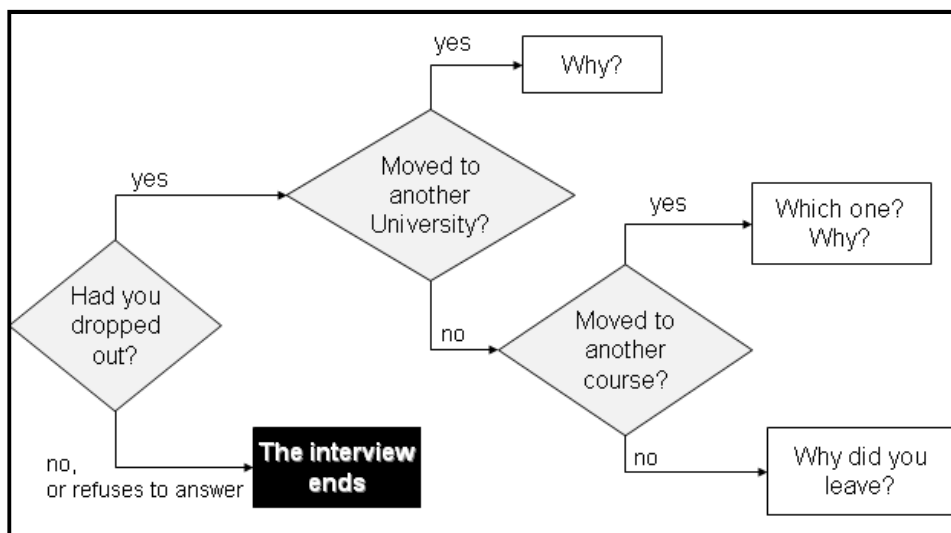 yes
Why?
Moved to
another
University?
yes
yes
Which one?
Why?
Had you
dropped
out?
no
Moved to
another
course?
no,
or refuses to answer
The interview
ends
no
Why did you
leave?